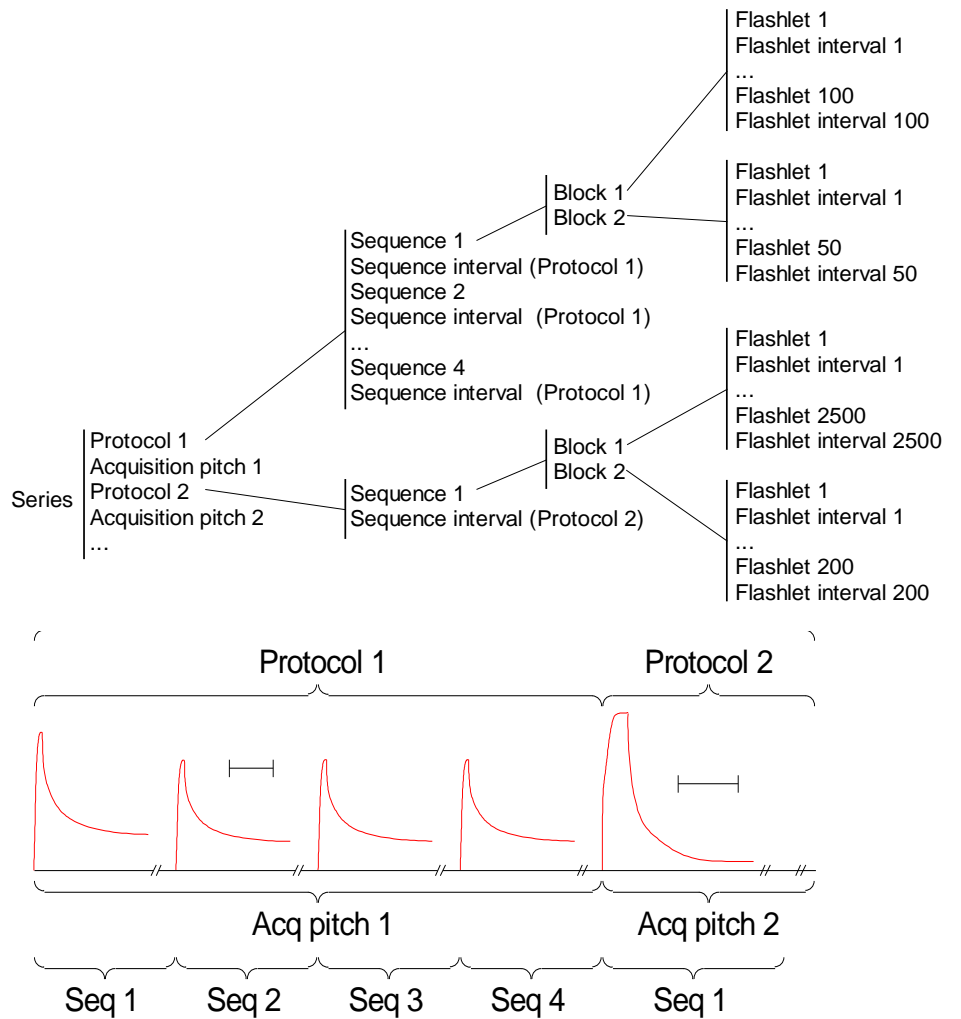 Series
Protocol 1
Acquisition pitch 1
Protocol 2
Acquisition pitch 2
...
Sequence 1
Sequence interval (Protocol 1)
Sequence 2
Sequence interval  (Protocol 1)
...
Sequence 4
Sequence interval  (Protocol 1)
Sequence 1
Sequence interval (Protocol 2)
Block 1
Block 2
Block 1
Block 2
Flashlet 1
Flashlet interval 1
...
Flashlet 100
Flashlet interval 100
Flashlet 1
Flashlet interval 1
...
Flashlet 50
Flashlet interval 50
Flashlet 1
Flashlet interval 1
...
Flashlet 2500
Flashlet interval 2500
Flashlet 1
Flashlet interval 1
...
Flashlet 200
Flashlet interval 200
Protocol 1
Protocol 2
Acq pitch 1
Acq pitch 2
Seq 1
Seq 2
Seq 3
Seq 4
Seq 1